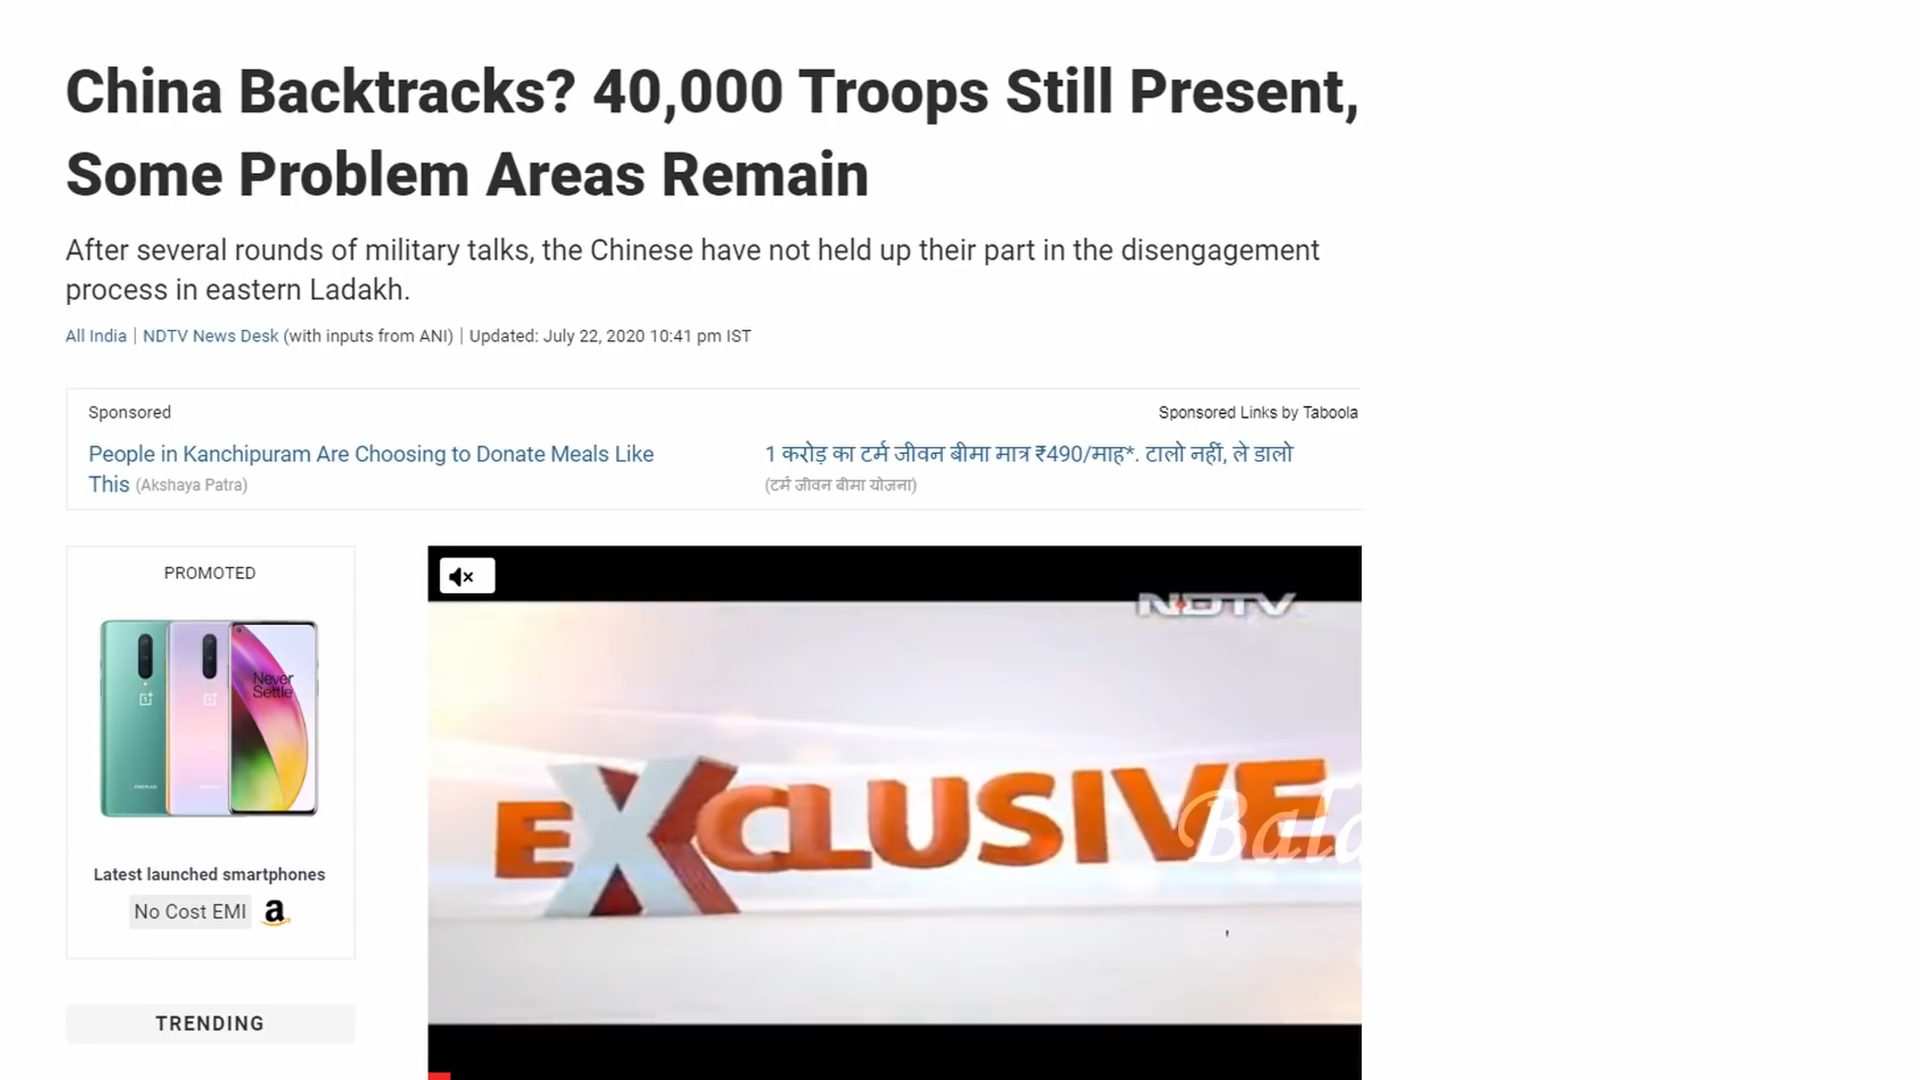 China Backtracks? 40,000 Troops Still Present,
Some Problem Areas Remain
After several rounds of military talks, the Chinese have not held up their part in the disengagement
process in eastern Ladakh.
All India | NDTV News Desk (with inputs from ANI) | Updated: July 22, 2020 10:41 pm IST
Sponsored
Sponsored Links by Taboola
People in Kanchipuram Are Choosing to Donate Meals Like
This (Akshaya Patra)
1 करोड़ का टर्म जीवन बीमा मात्र ₹490/माह*. टालो नहीं, ले डालो
(टर्म जीवन बीमा योजना)
PROMOTED
Never
Settle
Latest launched smartphones
No Cost EMI a
TRENDING
NDTV
EXCLUSIVE